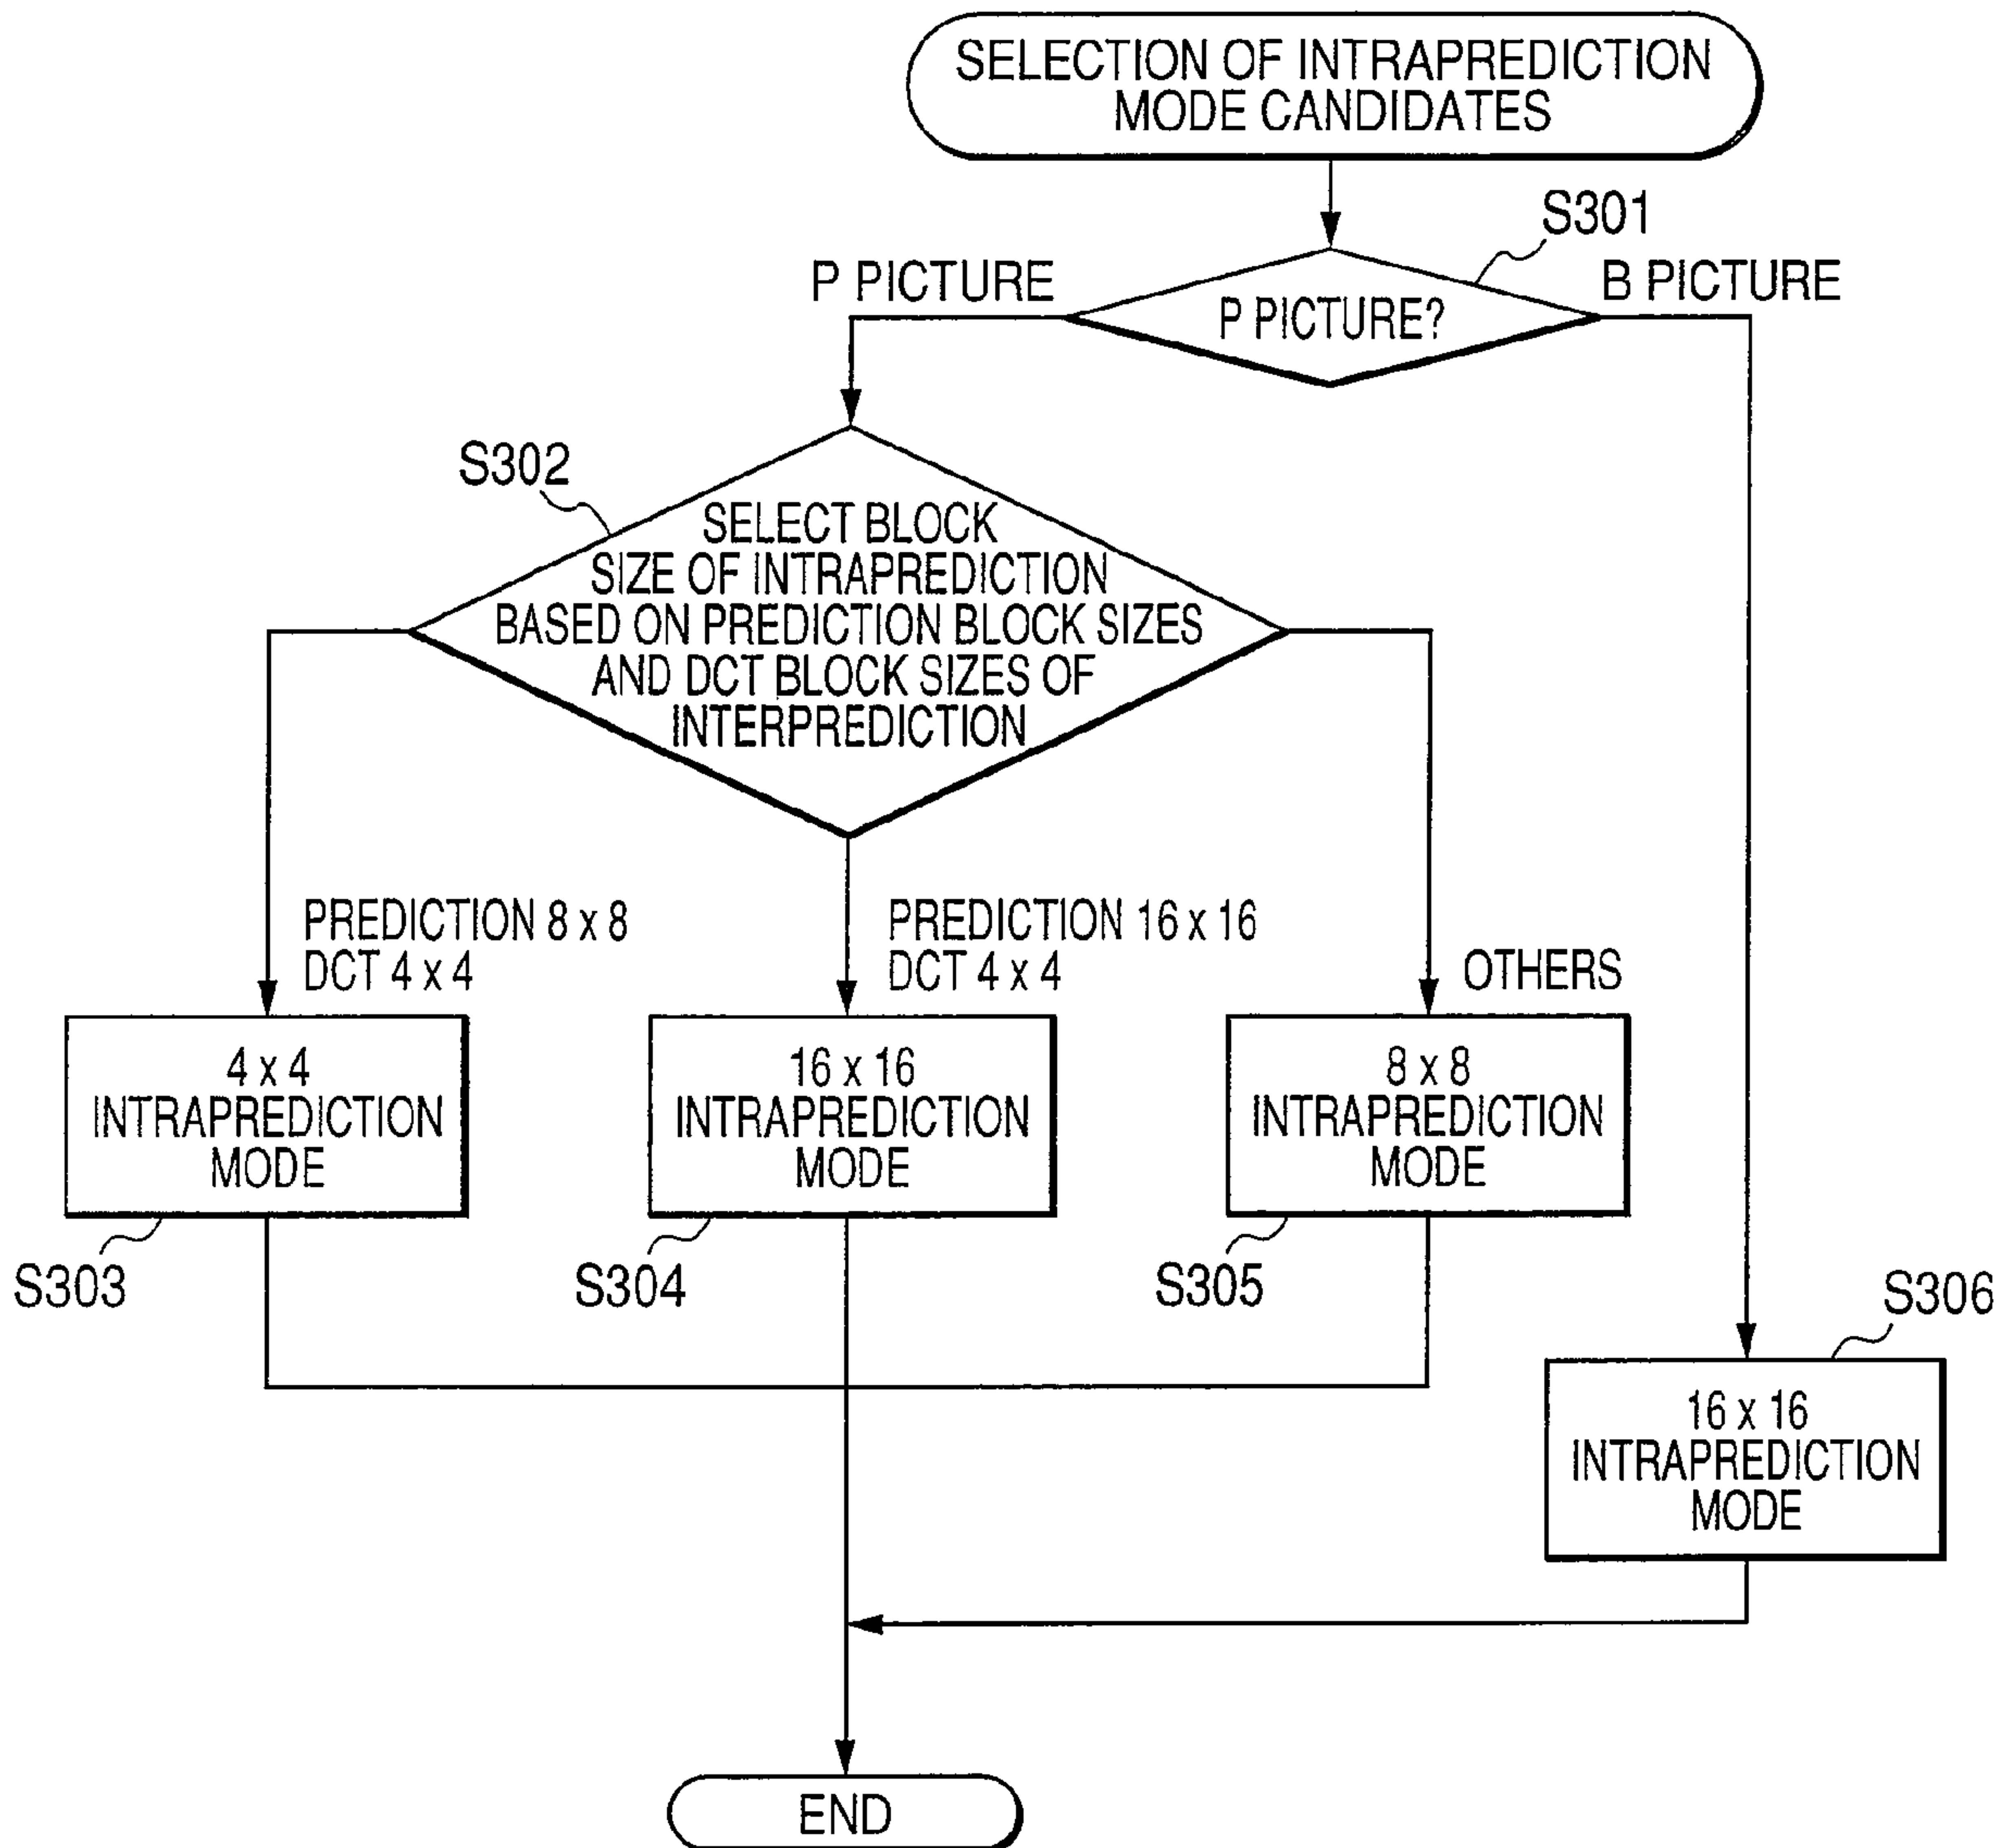 SELECTION OF INTRAPREDICTION
MODE CANDIDATES
S301
P PICTURE
P PICTURE?
B PICTURE
S302
SELECT BLOCK
SIZE OF INTRAPREDICTION
BASED ON PREDICTION BLOCK SIZES
AND DCT BLOCK SIZES OF
INTERPREDICTION
PREDICTION 8 x 8
DCT 4 x 4
PREDICTION 16 x 16
DCT 4 x 4
OTHERS
4 x 4
INTRAPREDICTION
MODE
16 x 16
INTRAPREDICTION
MODE
8 x 8
INTRAPREDICTION
MODE
S303
S304
S305
S306
16 x 16
INTRAPREDICTION
MODE
END